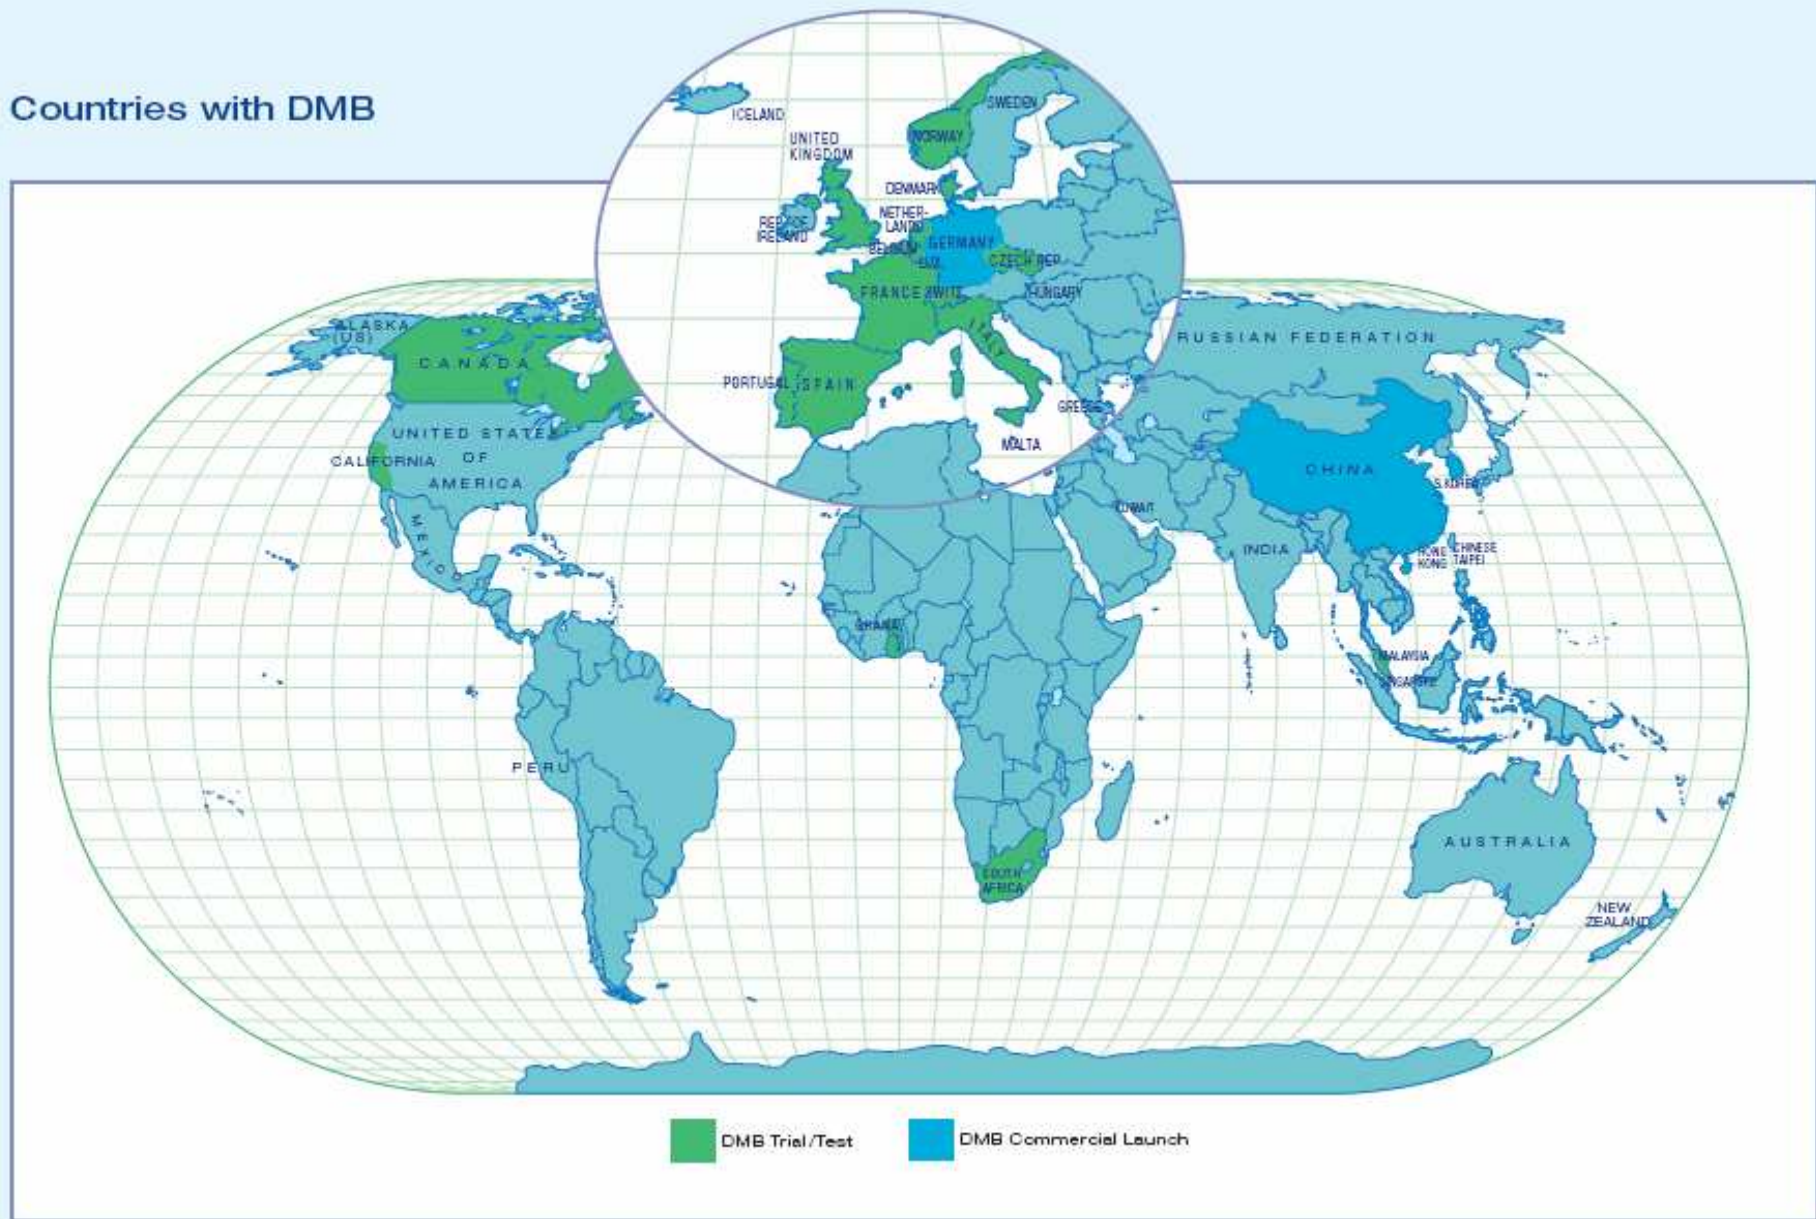 Countries with DMB
ICELAND
SWEDEN
UNITED
KINGDOM
NORWAY
DENMARK
NETHER-
LAND
REP OF
IRELAND
BELGIUM
GERMANY
LUX.
CZECH REP
FRANCE
SWITZ
HUNGARY
ITALY
PORTUGAL
SPAIN
GREECE
MALTA
ALASKA
(US)
CANADA
RUSSIAN FEDERATION
UNITED STATES
OF
AMERICA
CALIFORNIA
MEXICO
CHINA
S.KOREA
KUWAIT
INDIA
HONG
KONG
CHINESE
TAIPEI
GHANA
MALAYSIA
SINGAPORE
PERU
AUSTRALIA
SOUTH
AFRICA
NEW
ZEALAND
DMB Trial/Test
DMB Commercial Launch